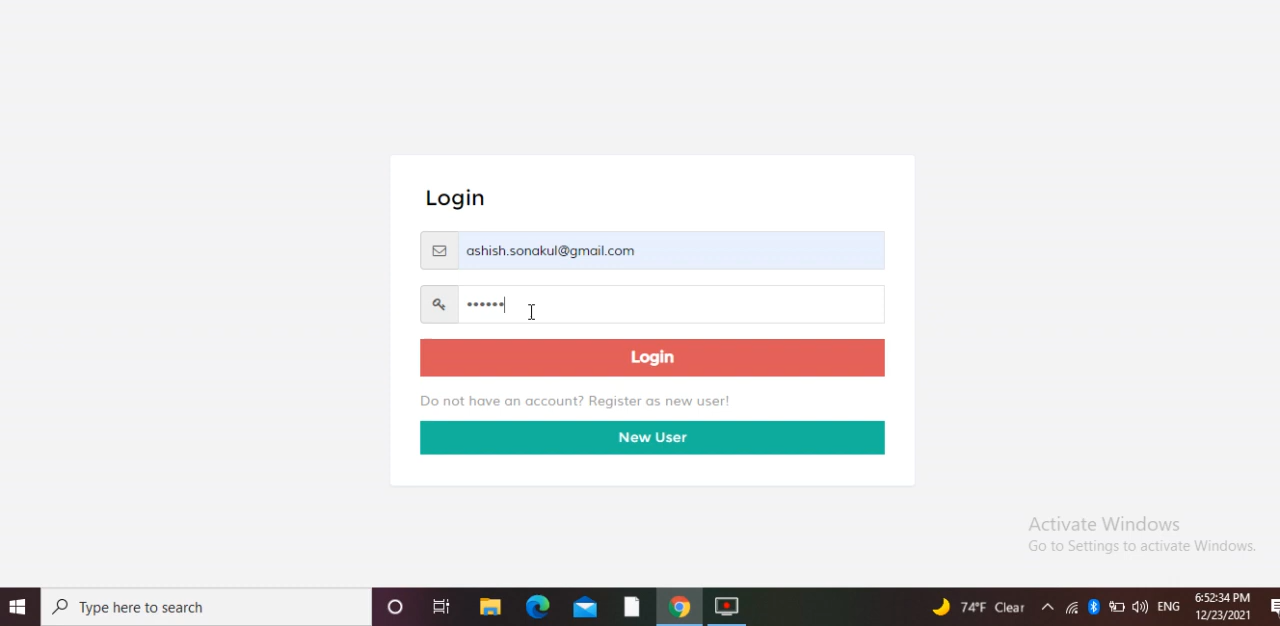 Login
ashish.sonakul@gmail.com
••••••
Login
Do not have an account? Register as new user!
New User
Activate Windows
Go to Settings to activate Windows.
Type here to search
74°F Clear
ENG
6:52:34 PM
12/23/2021